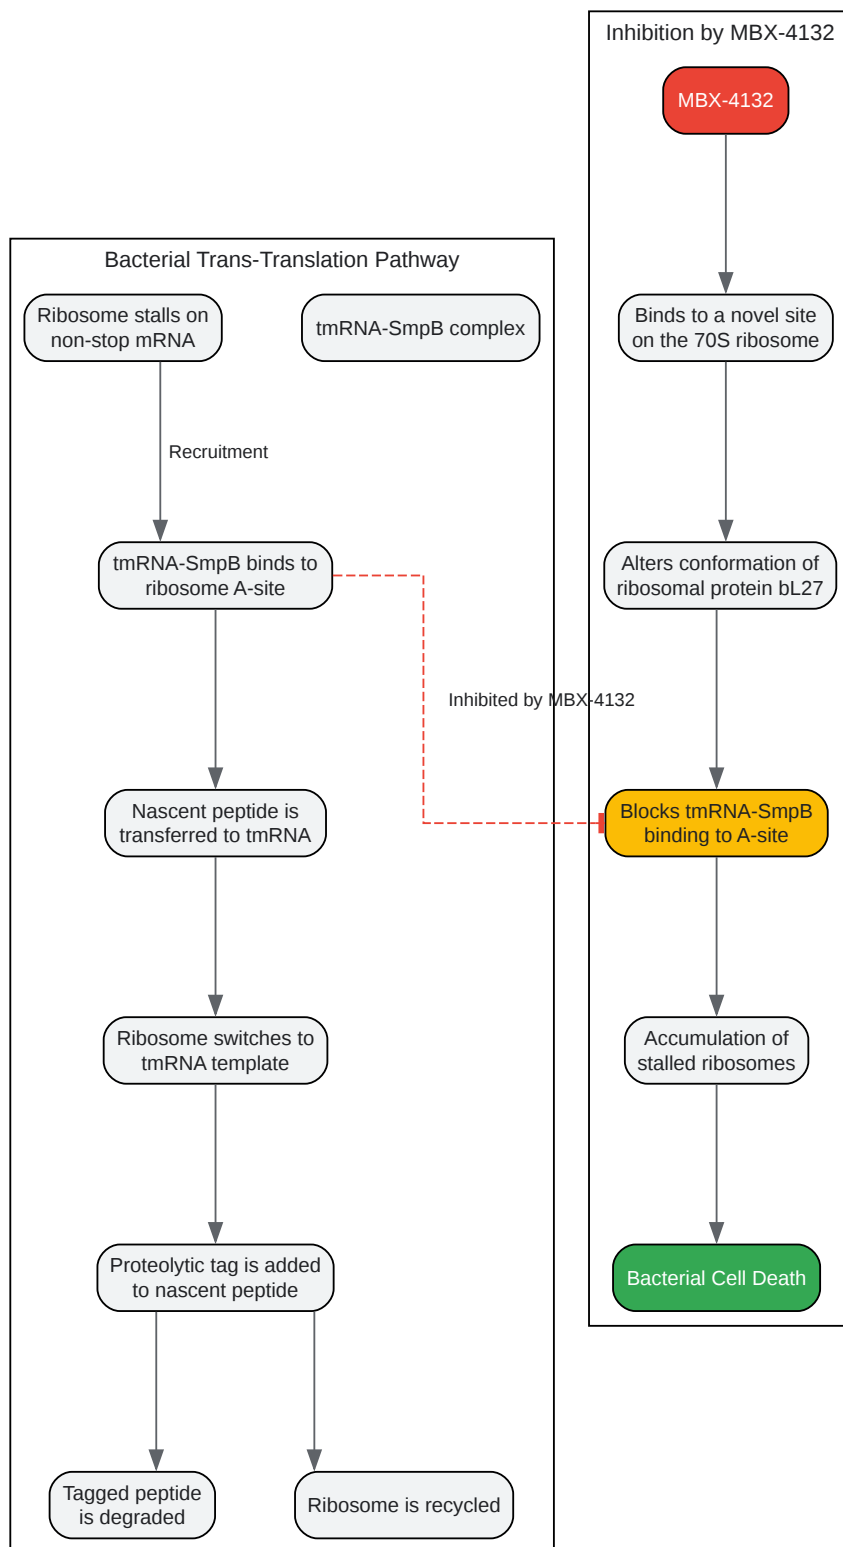 Inhibition by MBX-4132
MBX-4132
Binds to a novel site
on the 70S ribosome
Alters conformation of
ribosomal protein bL27
Blocks tmRNA-SmpB
binding to A-site
Accumulation of
stalled ribosomes
Bacterial Cell Death
Bacterial Trans-Translation Pathway
Ribosome stalls on
non-stop mRNA
tmRNA-SmpB complex
Recruitment
tmRNA-SmpB binds to
ribosome A-site
Inhibited by MBX-4132
Nascent peptide is
transferred to tmRNA
Ribosome switches to
tmRNA template
Proteolytic tag is added
to nascent peptide
Tagged peptide
is degraded
Ribosome is recycled